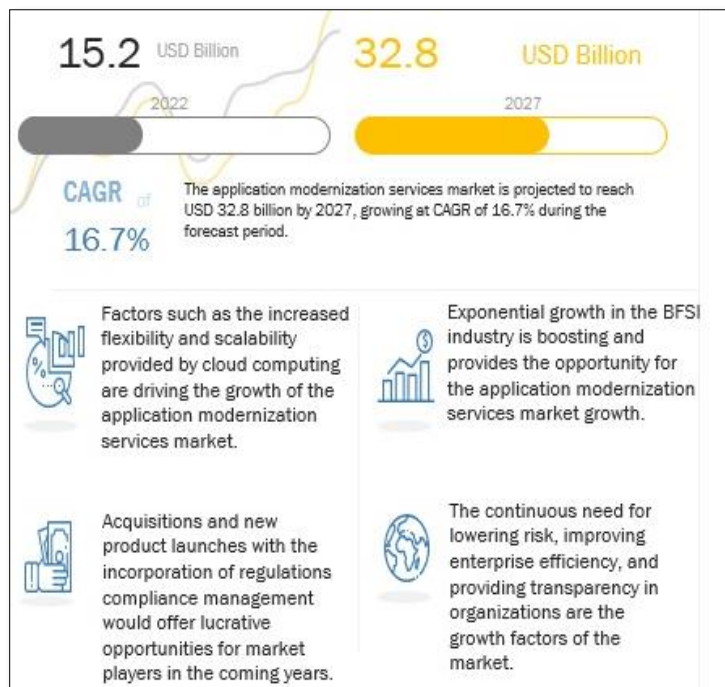 15.2 USD Billion
32.8 USD Billion
2022
2027
CAGR of
16.7%
The application modernization services market is projected to reach
USD 32.8 billion by 2027, growing at CAGR of 16.7% during the
forecast period.
Factors such as the increased
flexibility and scalability
provided by cloud computing
are driving the growth of the
application modernization
services market.
Exponential growth in the BFSI
industry is boosting and
provides the opportunity for
the application modernization
services market growth.
Acquisitions and new
product launches with the
incorporation of regulations
compliance management
would offer lucrative
opportunities for market
players in the coming years.
The continuous need for
lowering risk, improving
enterprise efficiency, and
providing transparency in
organizations are the
growth factors of the
market.